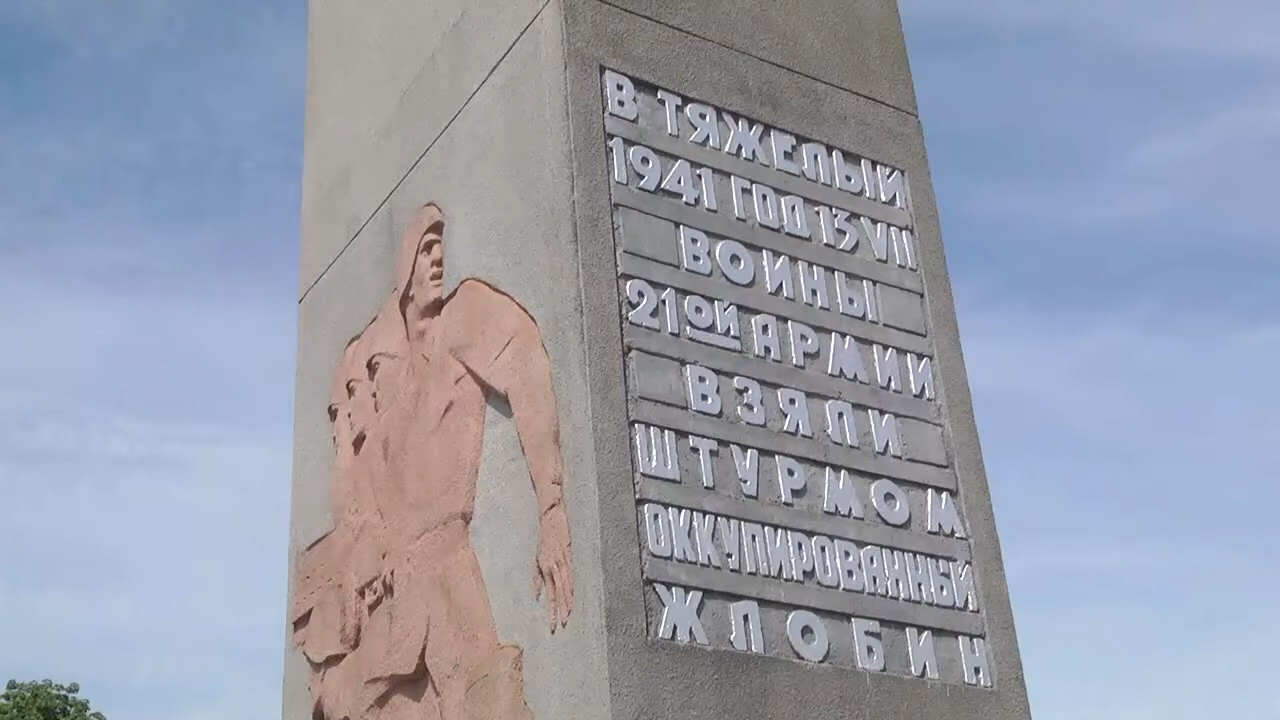 В ТЯЖЕЛЫЙ
1941 ГОД 13 VII
ВОИНЫ
21ОЙ АРМИИ
ВЗЯЛИ
ШТУРМОМ
ОККУПИРОВАННЫЙ
ЖЛОБИН